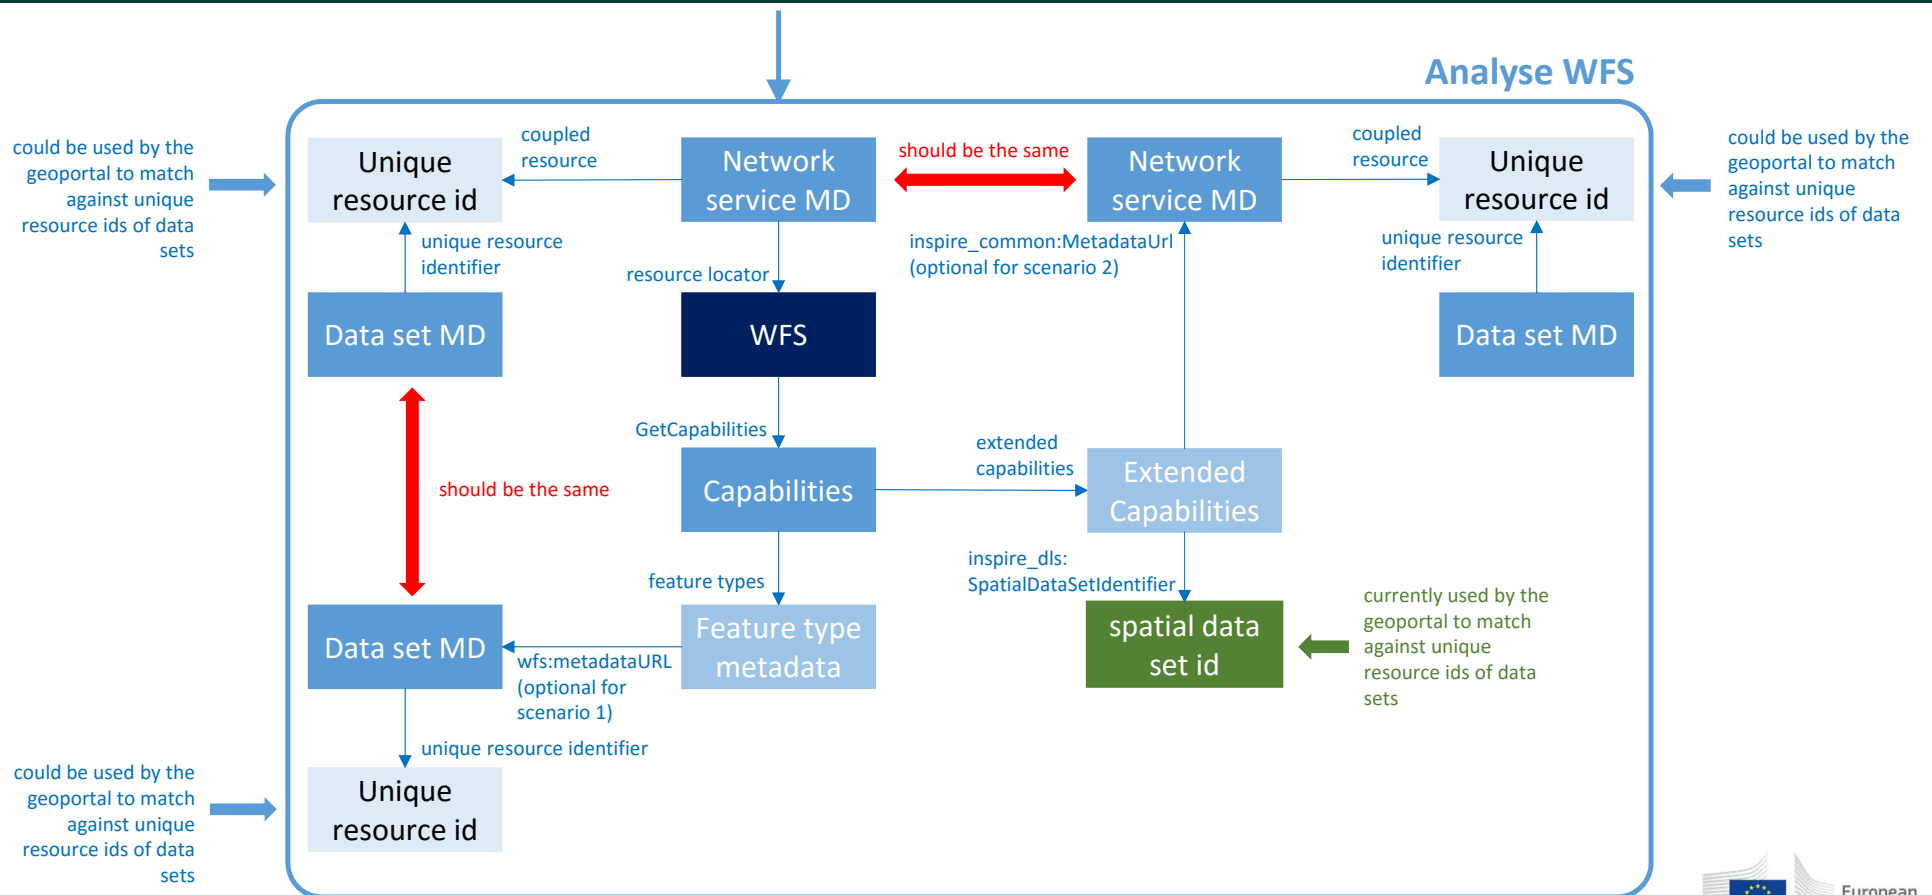 Analyse WFS
could be used by the
geoportal to match
against unique
resource ids of data
sets
Unique
resource id
coupled
resource
Network
service MD
should be the same
Network
service MD
coupled
resource
Unique
resource id
could be used by the
geoportal to match
against unique
resource ids of data
sets
unique resource
identifier
resource locator
inspire_common:MetadataUrl
(optional for scenario 2)
unique resource
identifier
Data set MD
WFS
Data set MD
GetCapabilities
should be the same
Capabilities
extended
capabilities
Extended
Capabilities
feature types
inspire_dls:
SpatialDataSetIdentifier
Data set MD
wfs:metadataURL
(optional for
scenario 1)
Feature type
metadata
spatial data
set id
currently used by the
geoportal to match
against unique
resource ids of data
sets
unique resource identifier
could be used by the
geoportal to match
against unique
resource ids of data
sets
Unique
resource id
European